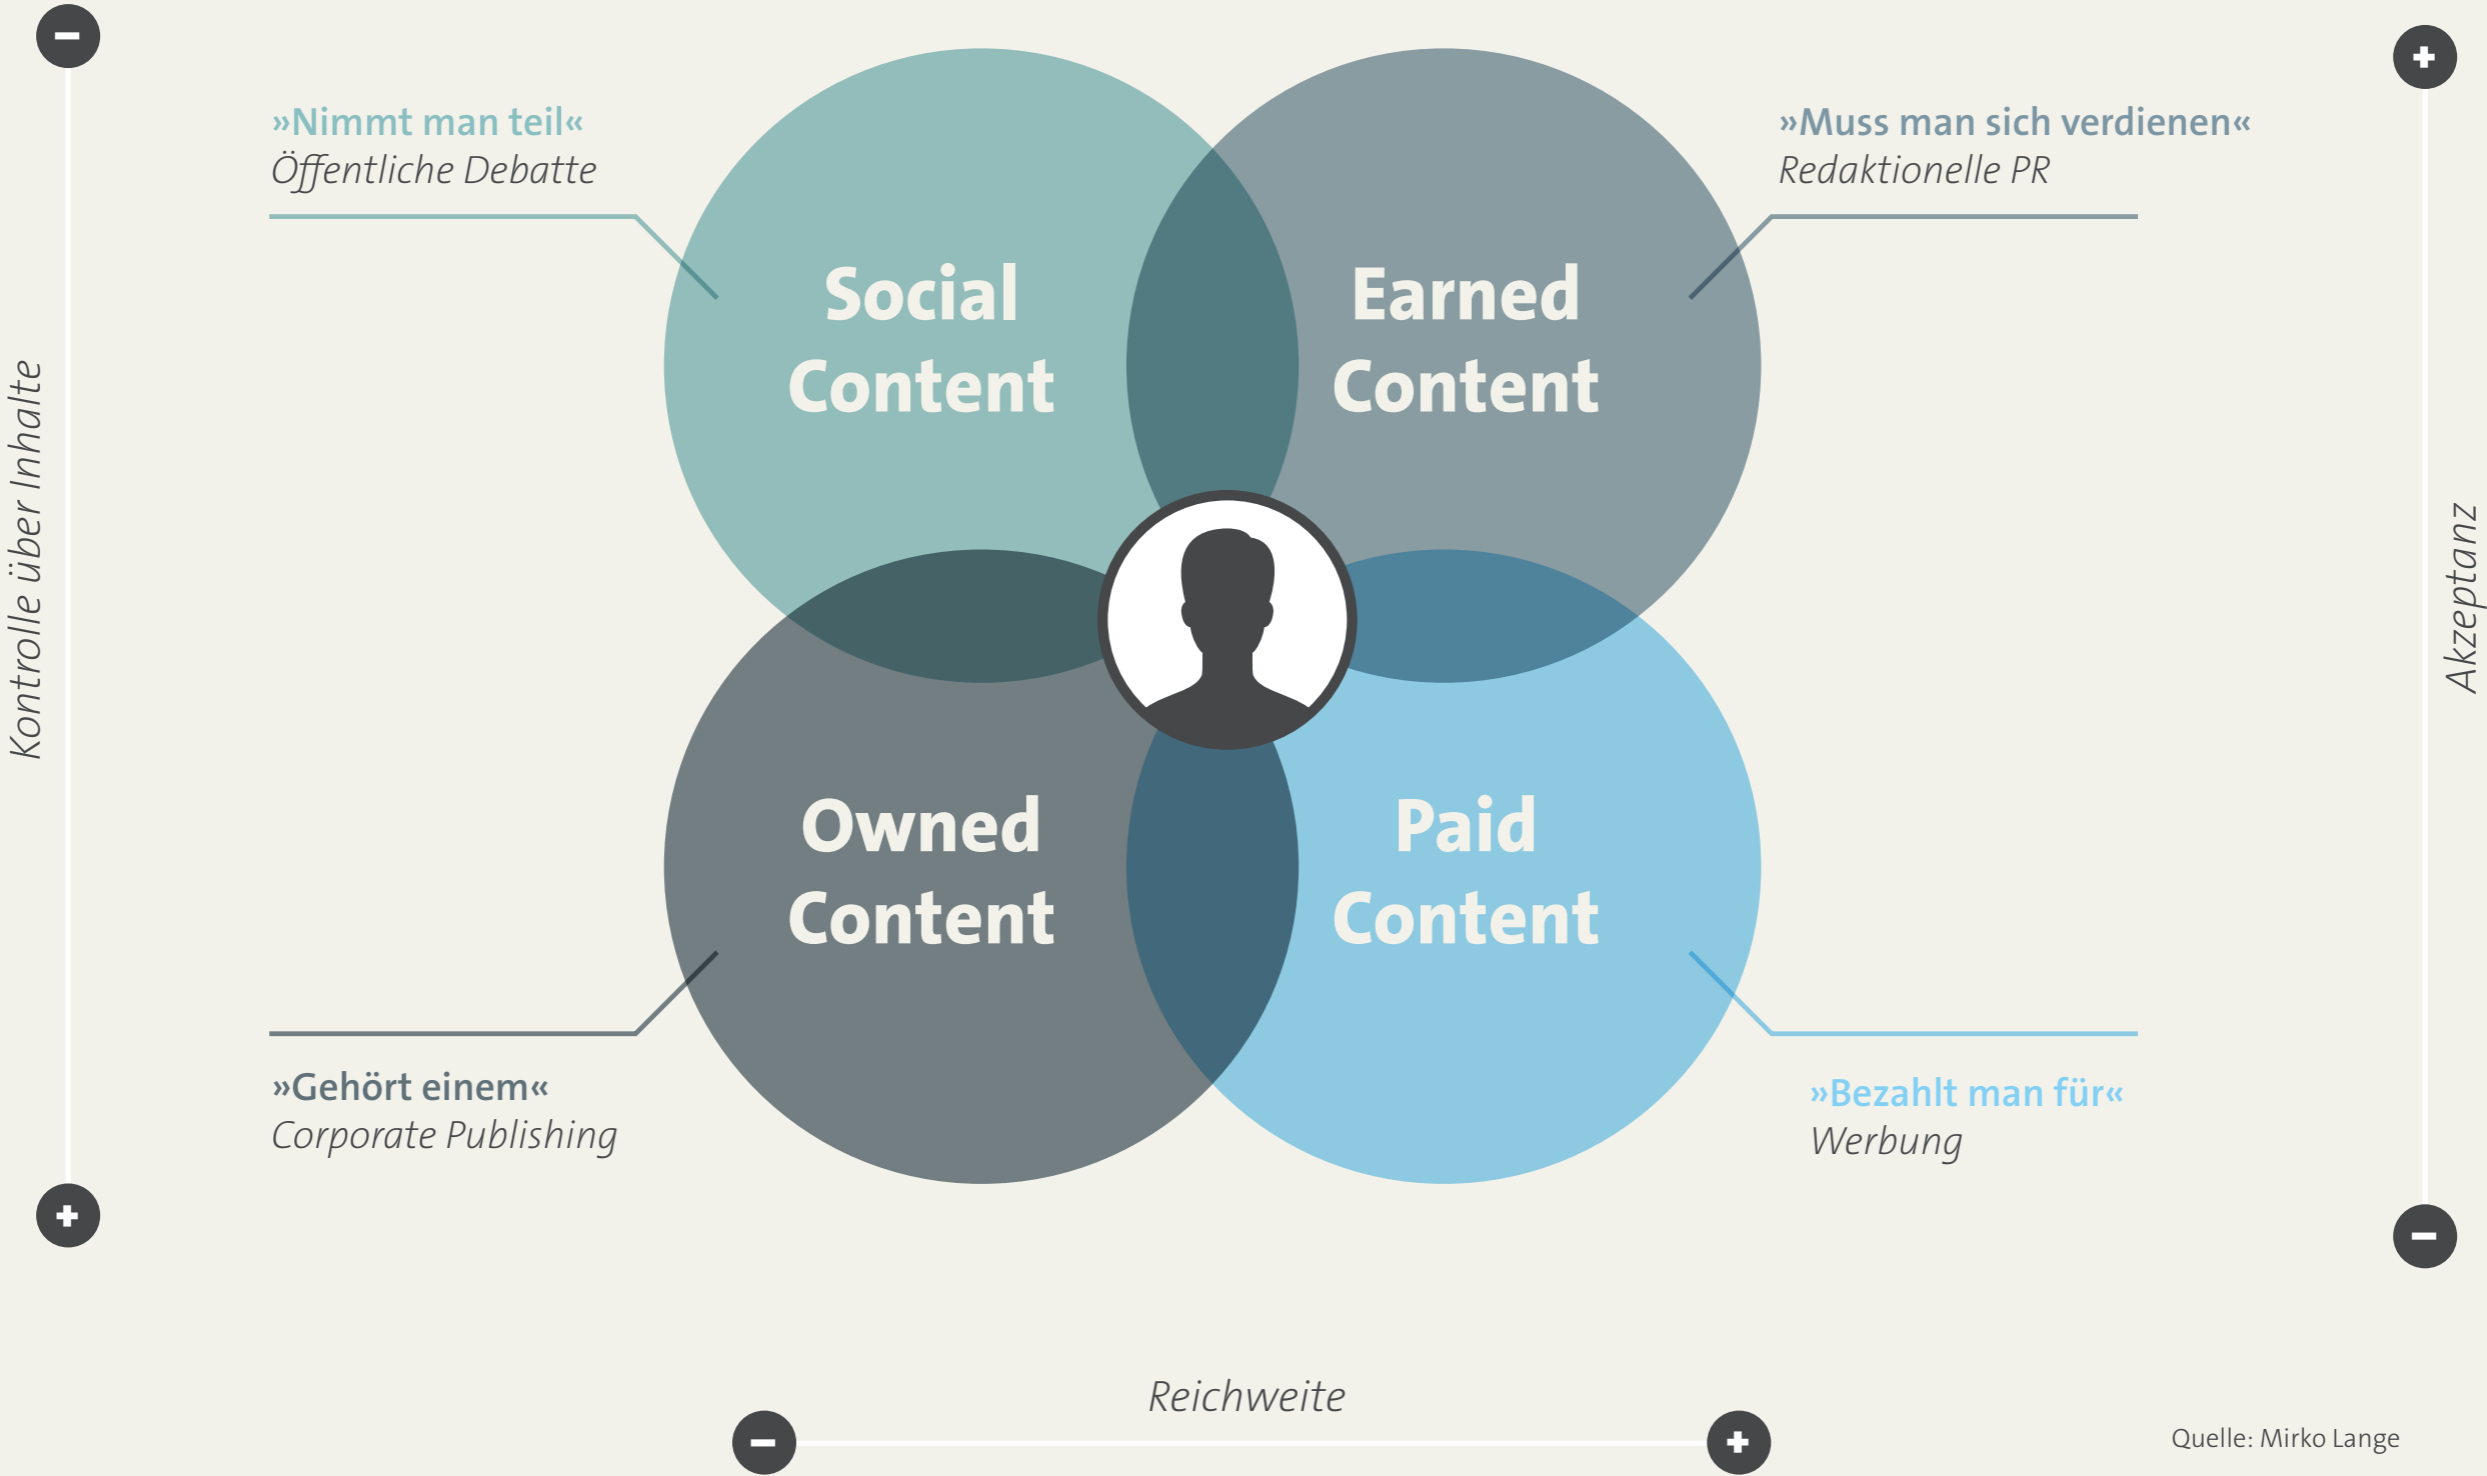 »Nimmt man teil«
Öffentliche Debatte
»Muss man sich verdienen«
Redaktionelle PR
Social
Content
Earned
Content
Kontrolle über Inhalte
Akzeptanz
Owned
Content
Paid
Content
»Gehört einem«
Corporate Publishing
»Bezahlt man für«
Werbung
Reichweite
Quelle: Mirko Lange